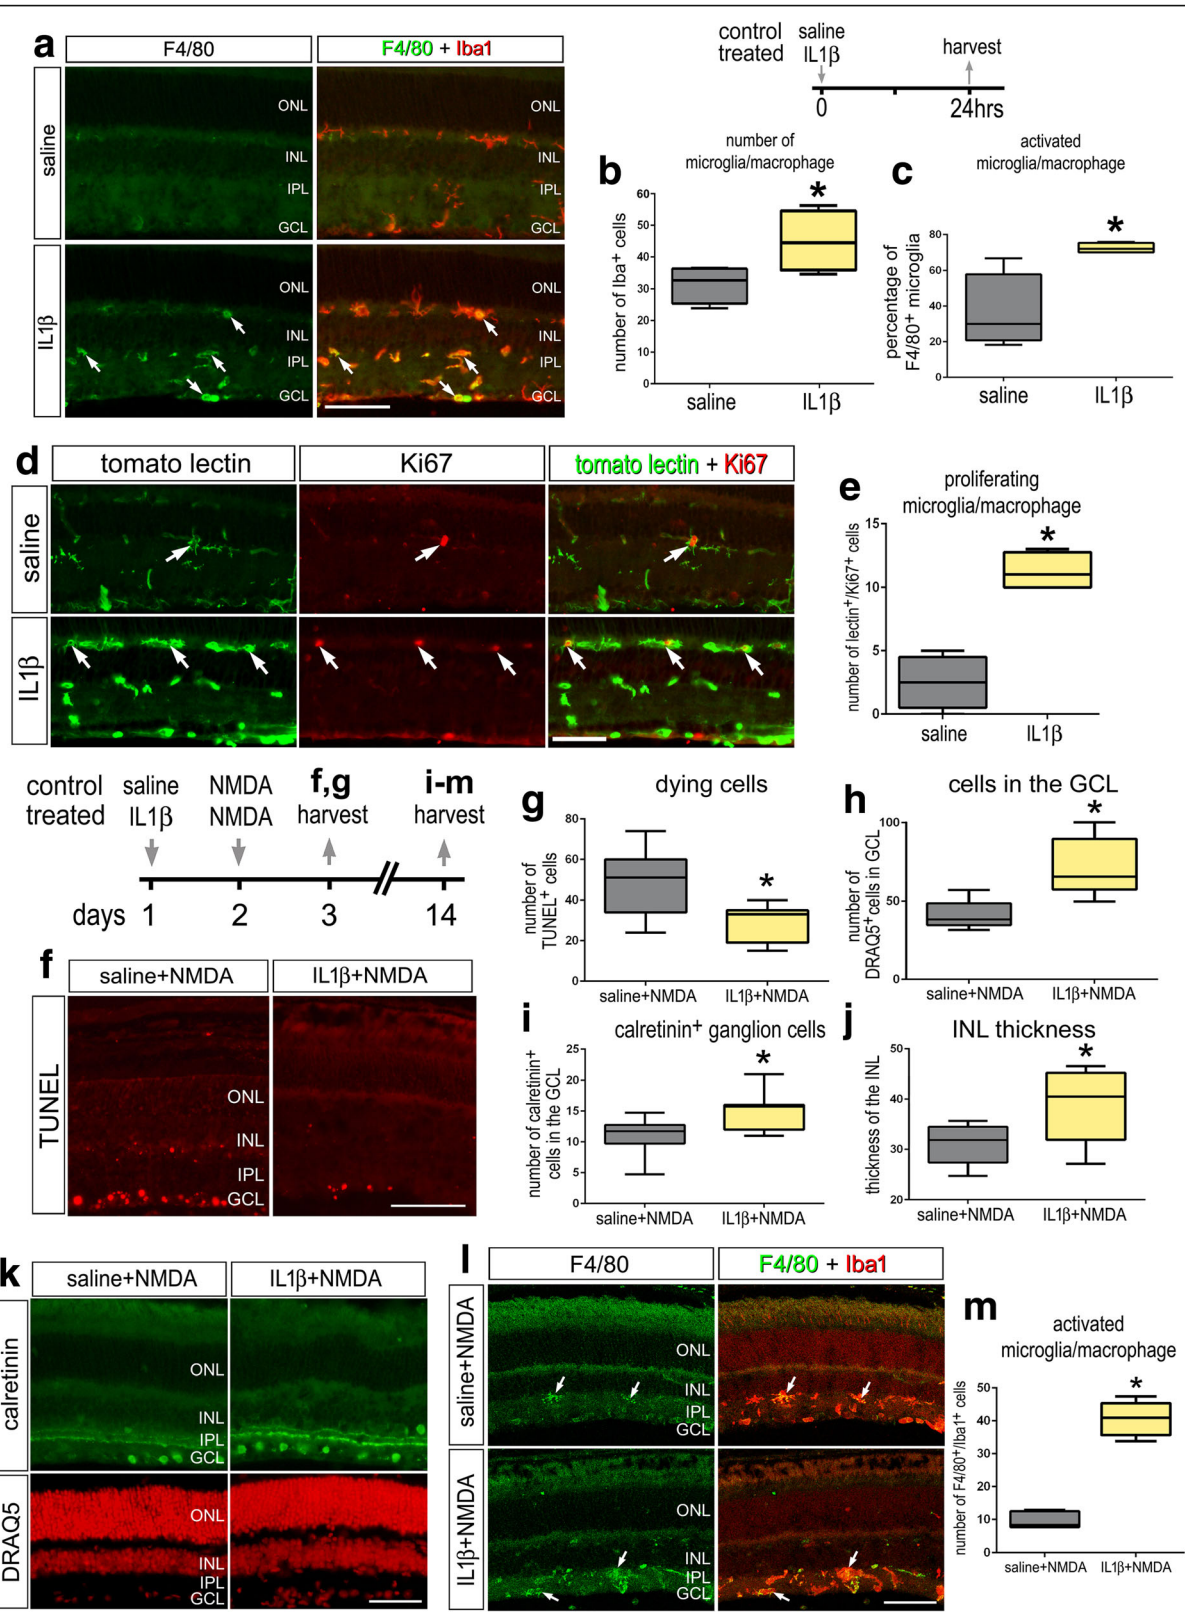 a
F4/80
F4/80 + Iba1
saline
ONL
INL
IPL
GCL
ONL
INL
IPL
GCL
IL1β
ONL
INL
IPL
GCL
ONL
INL
IPL
GCL
control saline
treated IL1β
harvest
0
24hrs
b
number of
microglia/macrophage
*
number of Iba+ cells
60
50
40
30
20
10
0
saline
IL1β
c
activated
microglia/macrophage
*
percentage of
F4/80+ microglia
80
60
40
20
0
saline
IL1β
d
tomato lectin
Ki67
tomato lectin + Ki67
saline
IL1β
e
proliferating
microglia/macrophage
*
number of lectin+/Ki67+ cells
15
10
5
0
saline
IL1β
control saline NMDA
treated IL1β NMDA
f,g
harvest
i-m
harvest
days 1 2 3 14
f
saline+NMDA
IL1β+NMDA
TUNEL
ONL
INL
IPL
GCL
g
dying cells
*
number of
TUNEL+ cells
80
60
40
20
0
saline+NMDA
IL1β+NMDA
h
cells in the GCL
*
number of
DRAQ5+cells in GCL
100
50
0
saline+NMDA
IL1β+NMDA
i
calretinin+ ganglion cells
*
number of calretinin+
cells in the GCL
25
20
15
10
5
0
saline+NMDA
IL1β+NMDA
j
INL thickness
*
thickness of the INL
50
40
30
20
saline+NMDA
IL1β+NMDA
k
saline+NMDA
IL1β+NMDA
calretinin
ONL
INL
IPL
GCL
DRAQ5
ONL
INL
IPL
GCL
l
F4/80
F4/80 + Iba1
saline+NMDA
ONL
INL
IPL
GCL
IL1β+NMDA
ONL
INL
IPL
GCL
m
activated
microglia/macrophage
*
number of F4/80+/Iba1+ cells
50
40
30
20
10
0
saline+NMDA
IL1β+NMDA